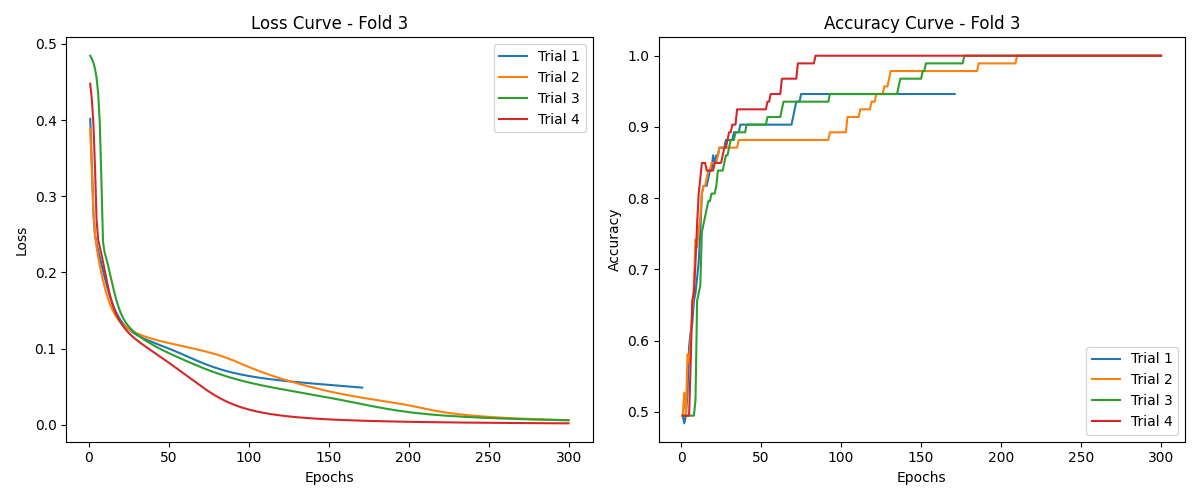 Loss Curve - Fold 3
Loss
0.5
0.4
0.3
0.2
0.1
0.0
Trial 1
Trial 2
Trial 3
Trial 4
0 50 100 150 200 250 300
Epochs
Accuracy Curve - Fold 3
Accuracy
1.0
0.9
0.8
0.7
0.6
0.5
Trial 1
Trial 2
Trial 3
Trial 4
0 50 100 150 200 250 300
Epochs